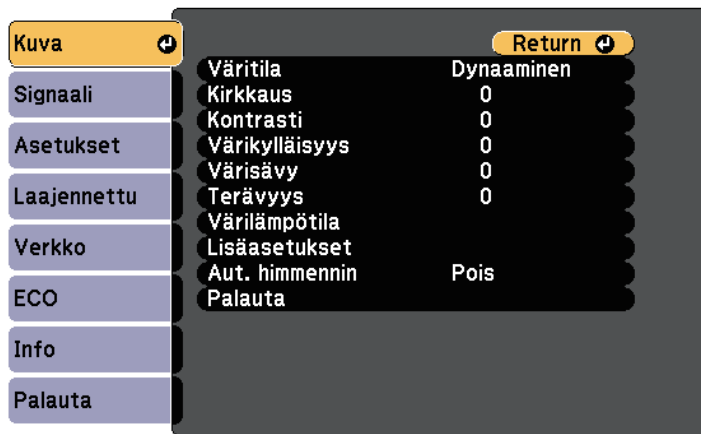 Kuva
Signaali
Asetukset
Laajennettu
Verkko
ECO
Info
Palauta
Return
Väritila Dynaaminen
Kirkkaus 0
Kontrasti 0
Värikylläisyys 0
Värisävy 0
Terävyys 0
Värilämpötila
Lisäasetukset
Aut. himmennin Pois
Palauta